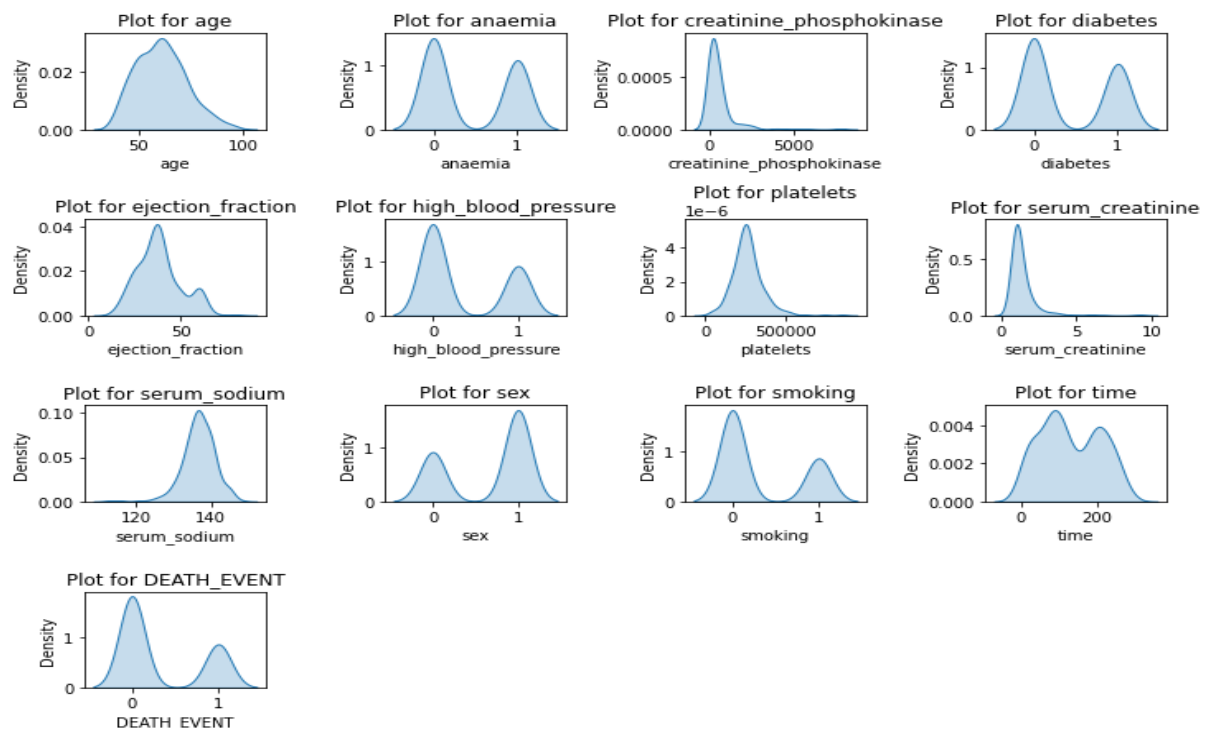 Plot for age
Density
0.02
0.00
50
100
age
Plot for anaemia
Density
1
0
0
1
anaemia
Plot for creatinine_phosphokinase
Density
0.0005
0.0000
0
5000
creatinine_phosphokinase
Plot for diabetes
Density
1
0
0
1
diabetes
Plot for ejection_fraction
Density
0.04
0.02
0.00
0
50
ejection_fraction
Plot for high_blood_pressure
Density
1
0
0
1
high_blood_pressure
Plot for platelets
1e−6
Density
4
2
0
0
500000
platelets
Plot for serum_creatinine
Density
0.5
0.0
0
5
10
serum_creatinine
Plot for serum_sodium
Density
0.10
0.05
0.00
120
140
serum_sodium
Plot for sex
Density
1
0
0
1
sex
Plot for smoking
Density
1
0
0
1
smoking
Plot for time
Density
0.004
0.002
0.000
0
200
time
Plot for DEATH_EVENT
Density
1
0
0
1
DEATH_EVENT